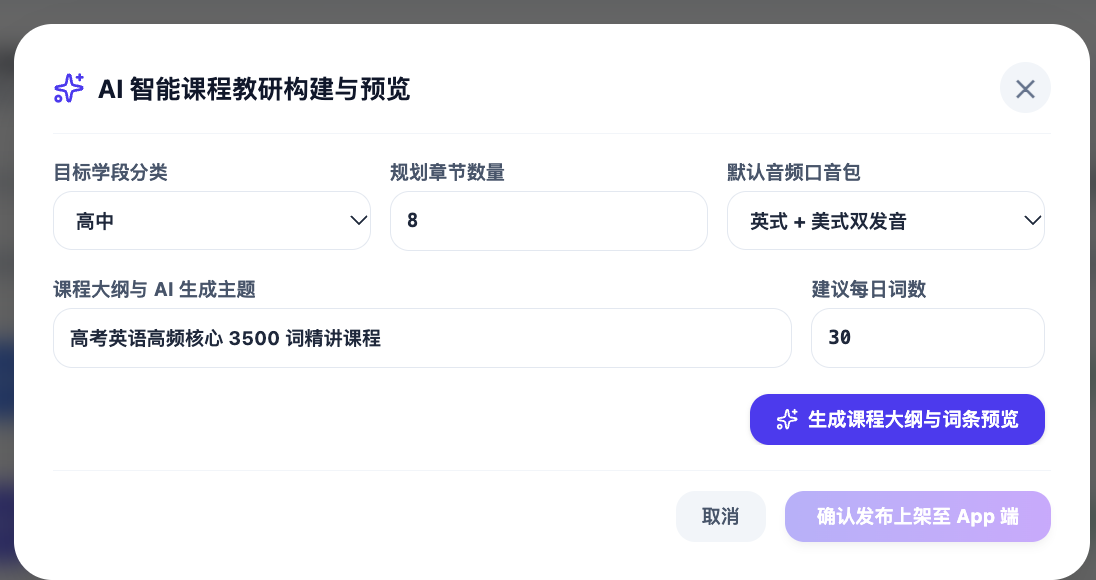 AI 智能课程教研构建与预览
目标学段分类
规划章节数量
默认音频口音包
高中
8
英式 + 美式双发音
课程大纲与 AI 生成主题
建议每日词数
高考英语高频核心 3500 词精讲课程
30
生成课程大纲与词条预览
取消
确认发布上架至 App 端